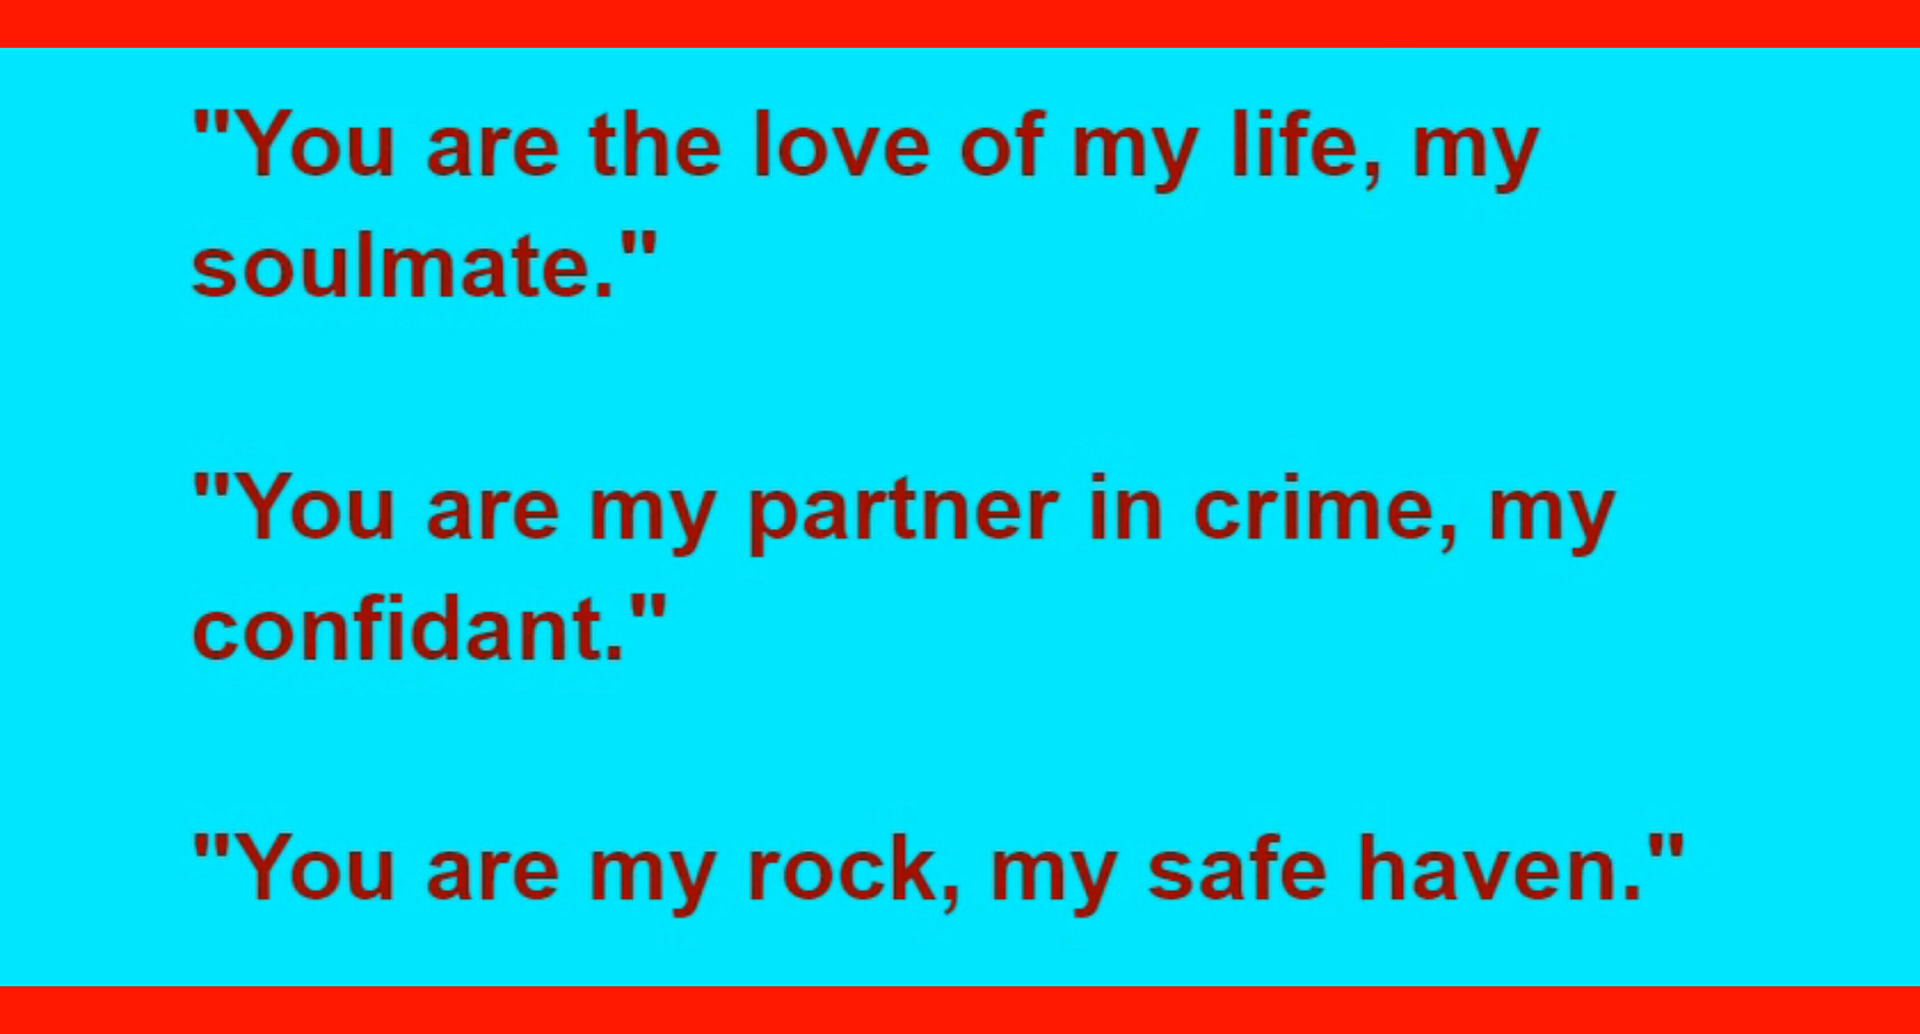 "You are the love of my life, my
soulmate."
"You are my partner in crime, my
confidant."
"You are my rock, my safe haven."